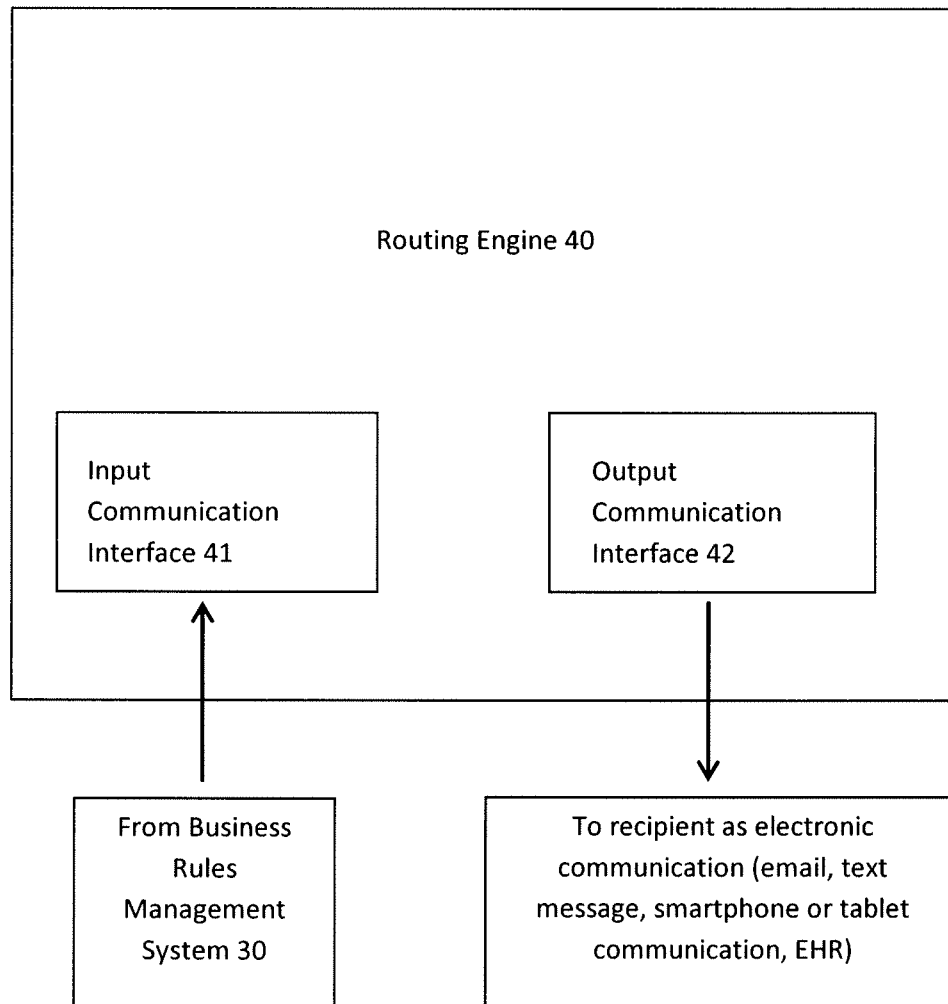 Routing Engine 40
Input
Communication
Interface 41
Output
Communication
Interface 42
From Business
Rules
Management
System 30
To recipient as electronic
communication (email, text
message, smartphone or tablet
communication, EHR)